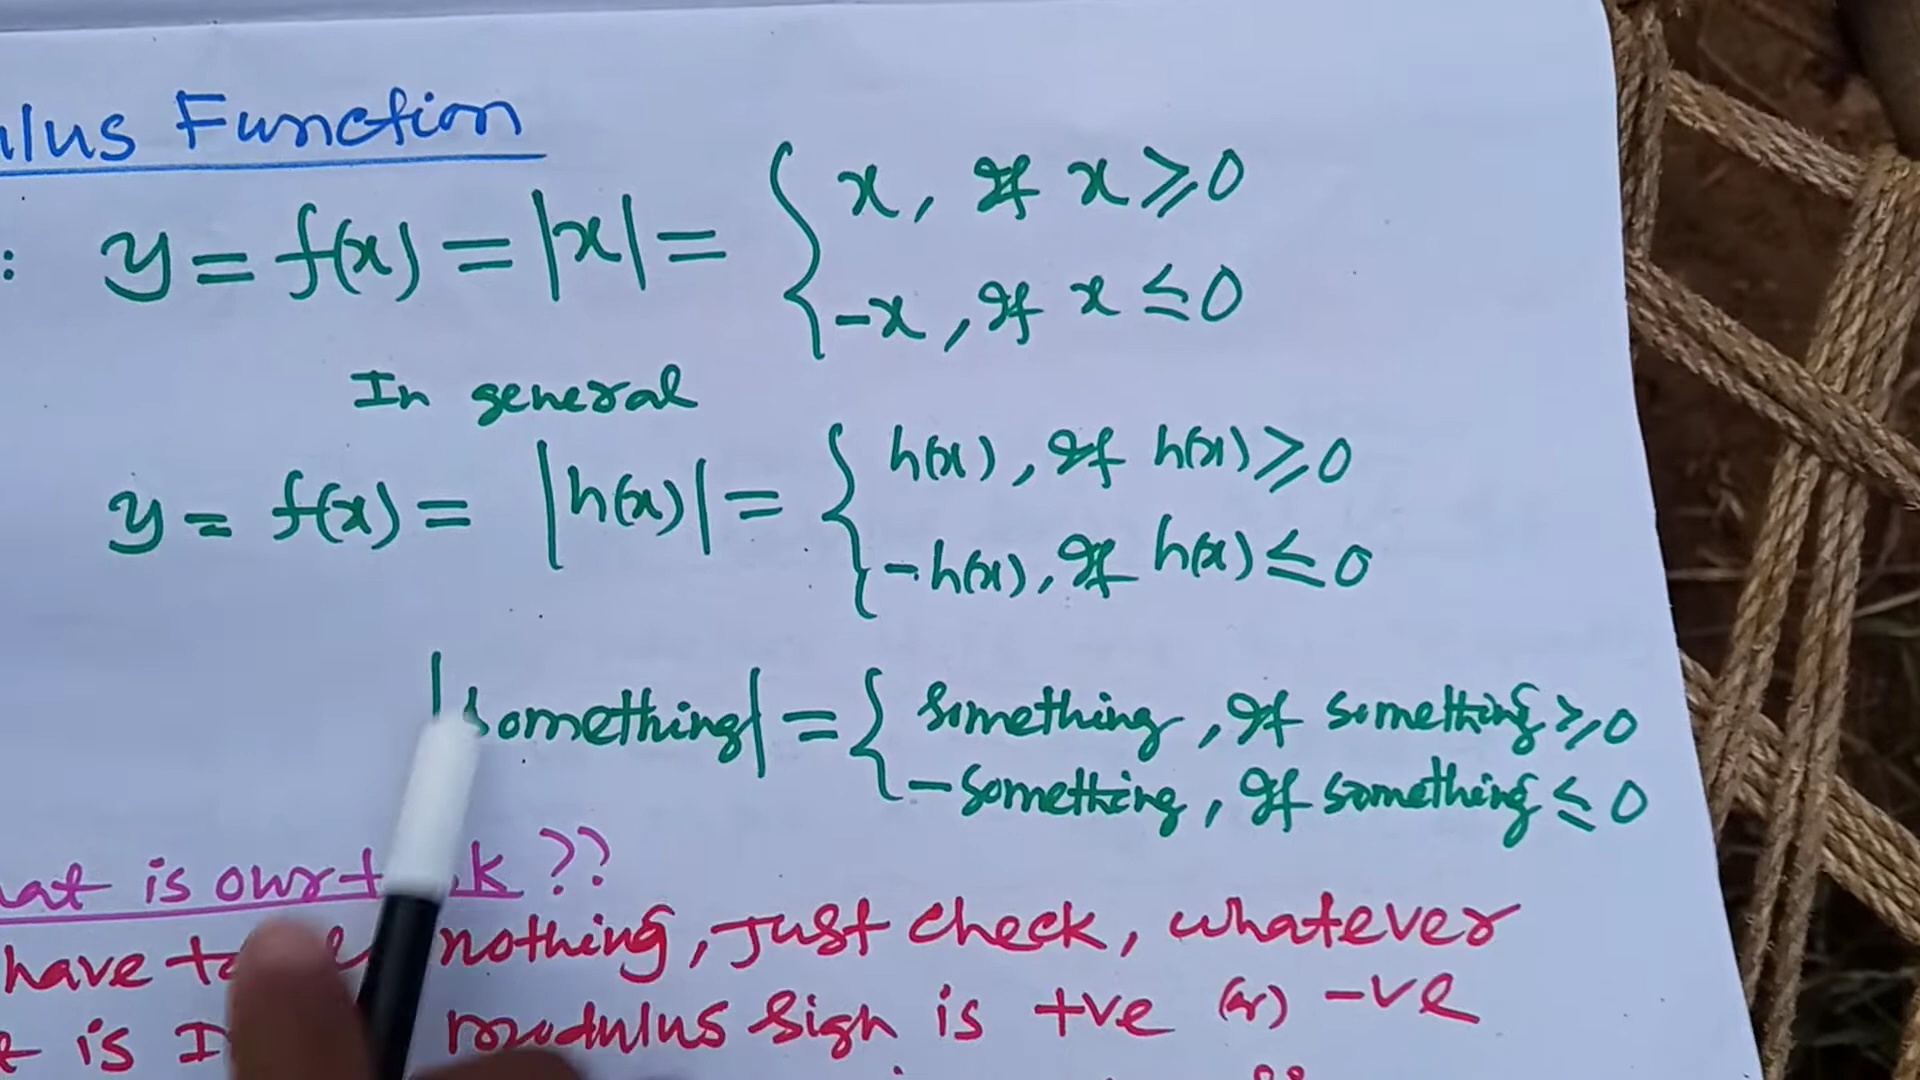 Function
: y = f(x) = |x| = { x, if x ≥ 0
-x, if x ≤ 0
In general
y = f(x) = |h(x)| = { h(x), if h(x) ≥ 0
-h(x), if h(x) ≤ 0
|something| = { something, if something ≥ 0
-something, if something ≤ 0
is our ??
have nothing, Just check, whatever
is modulus sign is +ve (or) -ve